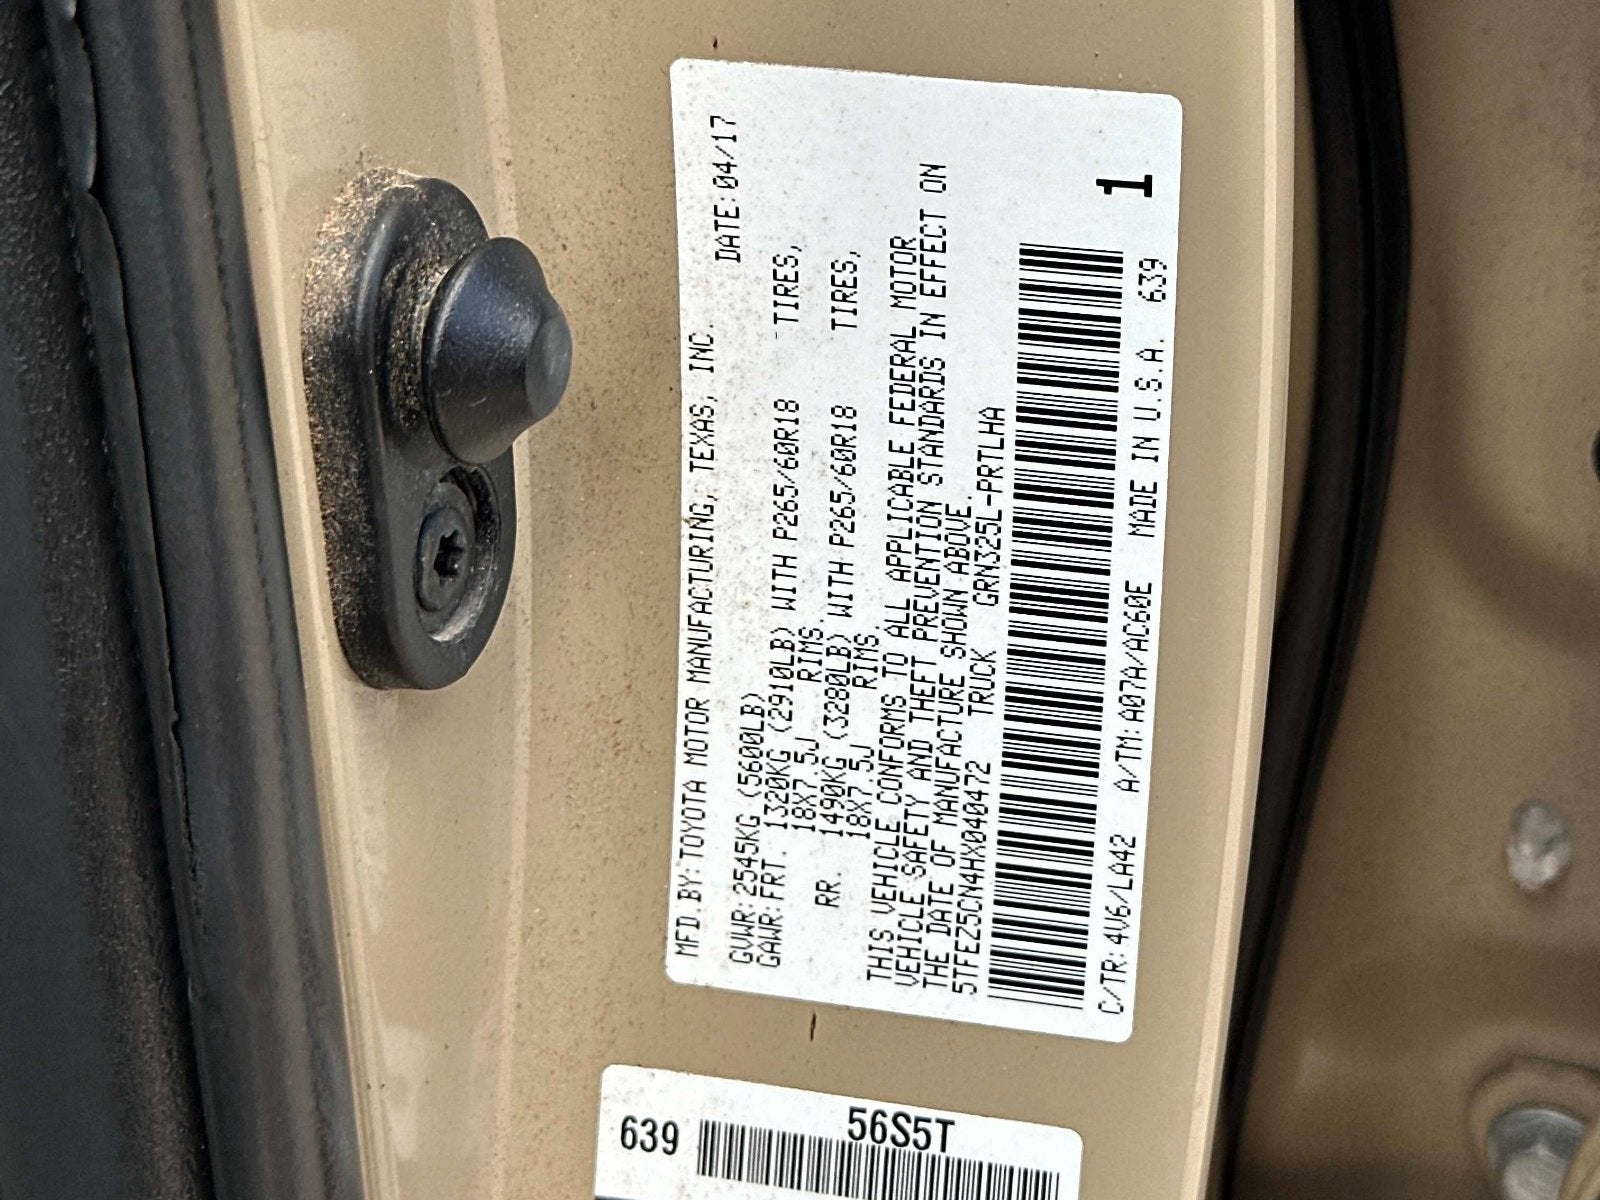 MFD.BY:TOYOTA MOTOR MANUFACTURING, TEXAS, INC.
DATE:04/17
GVWR:2545KG (5600LB)
GAWR:FRT. 1320KG (2910LB) WITH P265/60R18 TIRES,
18X7.5J RIMS.
RR. 1490KG (3280LB) WITH P265/60R18 TIRES,
18X7.5J RIMS.
THIS VEHICLE CONFORMS TO ALL APPLICABLE FEDERAL MOTOR
VEHICLE SAFETY AND THEFT PREVENTION STANDARDS IN EFFECT ON
THE DATE OF MANUFACTURE SHOWN ABOVE.
5TFEZ5CN4HX040472 TRUCK GRN325L-PRTLHA
1
C/TR:4V6/LA42 A/TM:A07A/AC60E MADE IN U.S.A. 639
639 56S5T